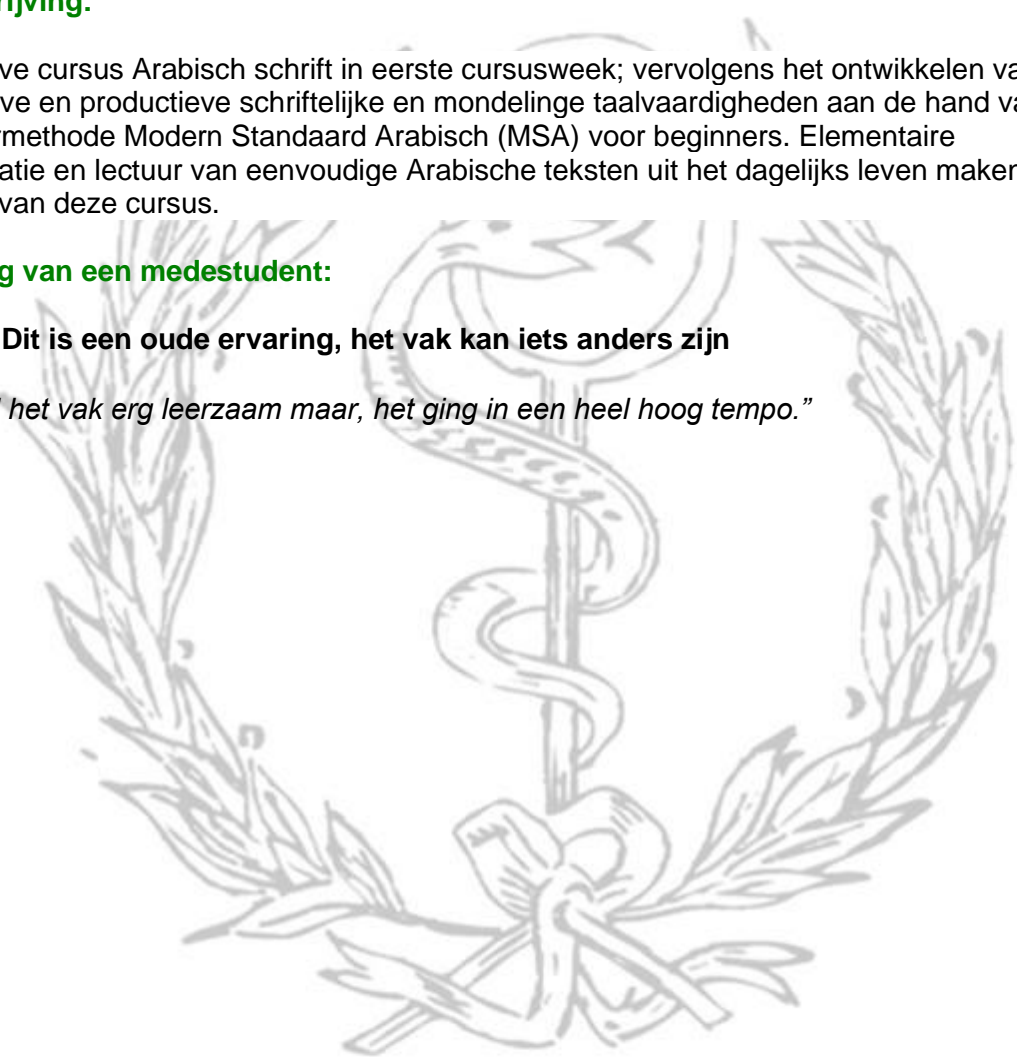 rijving:
ve cursus Arabisch schrift in eerste cursusweek; vervolgens het ontwikkelen va
ve en productieve schriftelijke en mondelinge taalvaardigheden aan de hand va
rmethode Modern Standaard Arabisch (MSA) voor beginners. Elementaire
atie en lectuur van eenvoudige Arabische teksten uit het dagelijks leven maken
van deze cursus.
g van een medestudent:
Dit is een oude ervaring, het vak kan iets anders zijn
het vak erg leerzaam maar, het ging in een heel hoog tempo.”